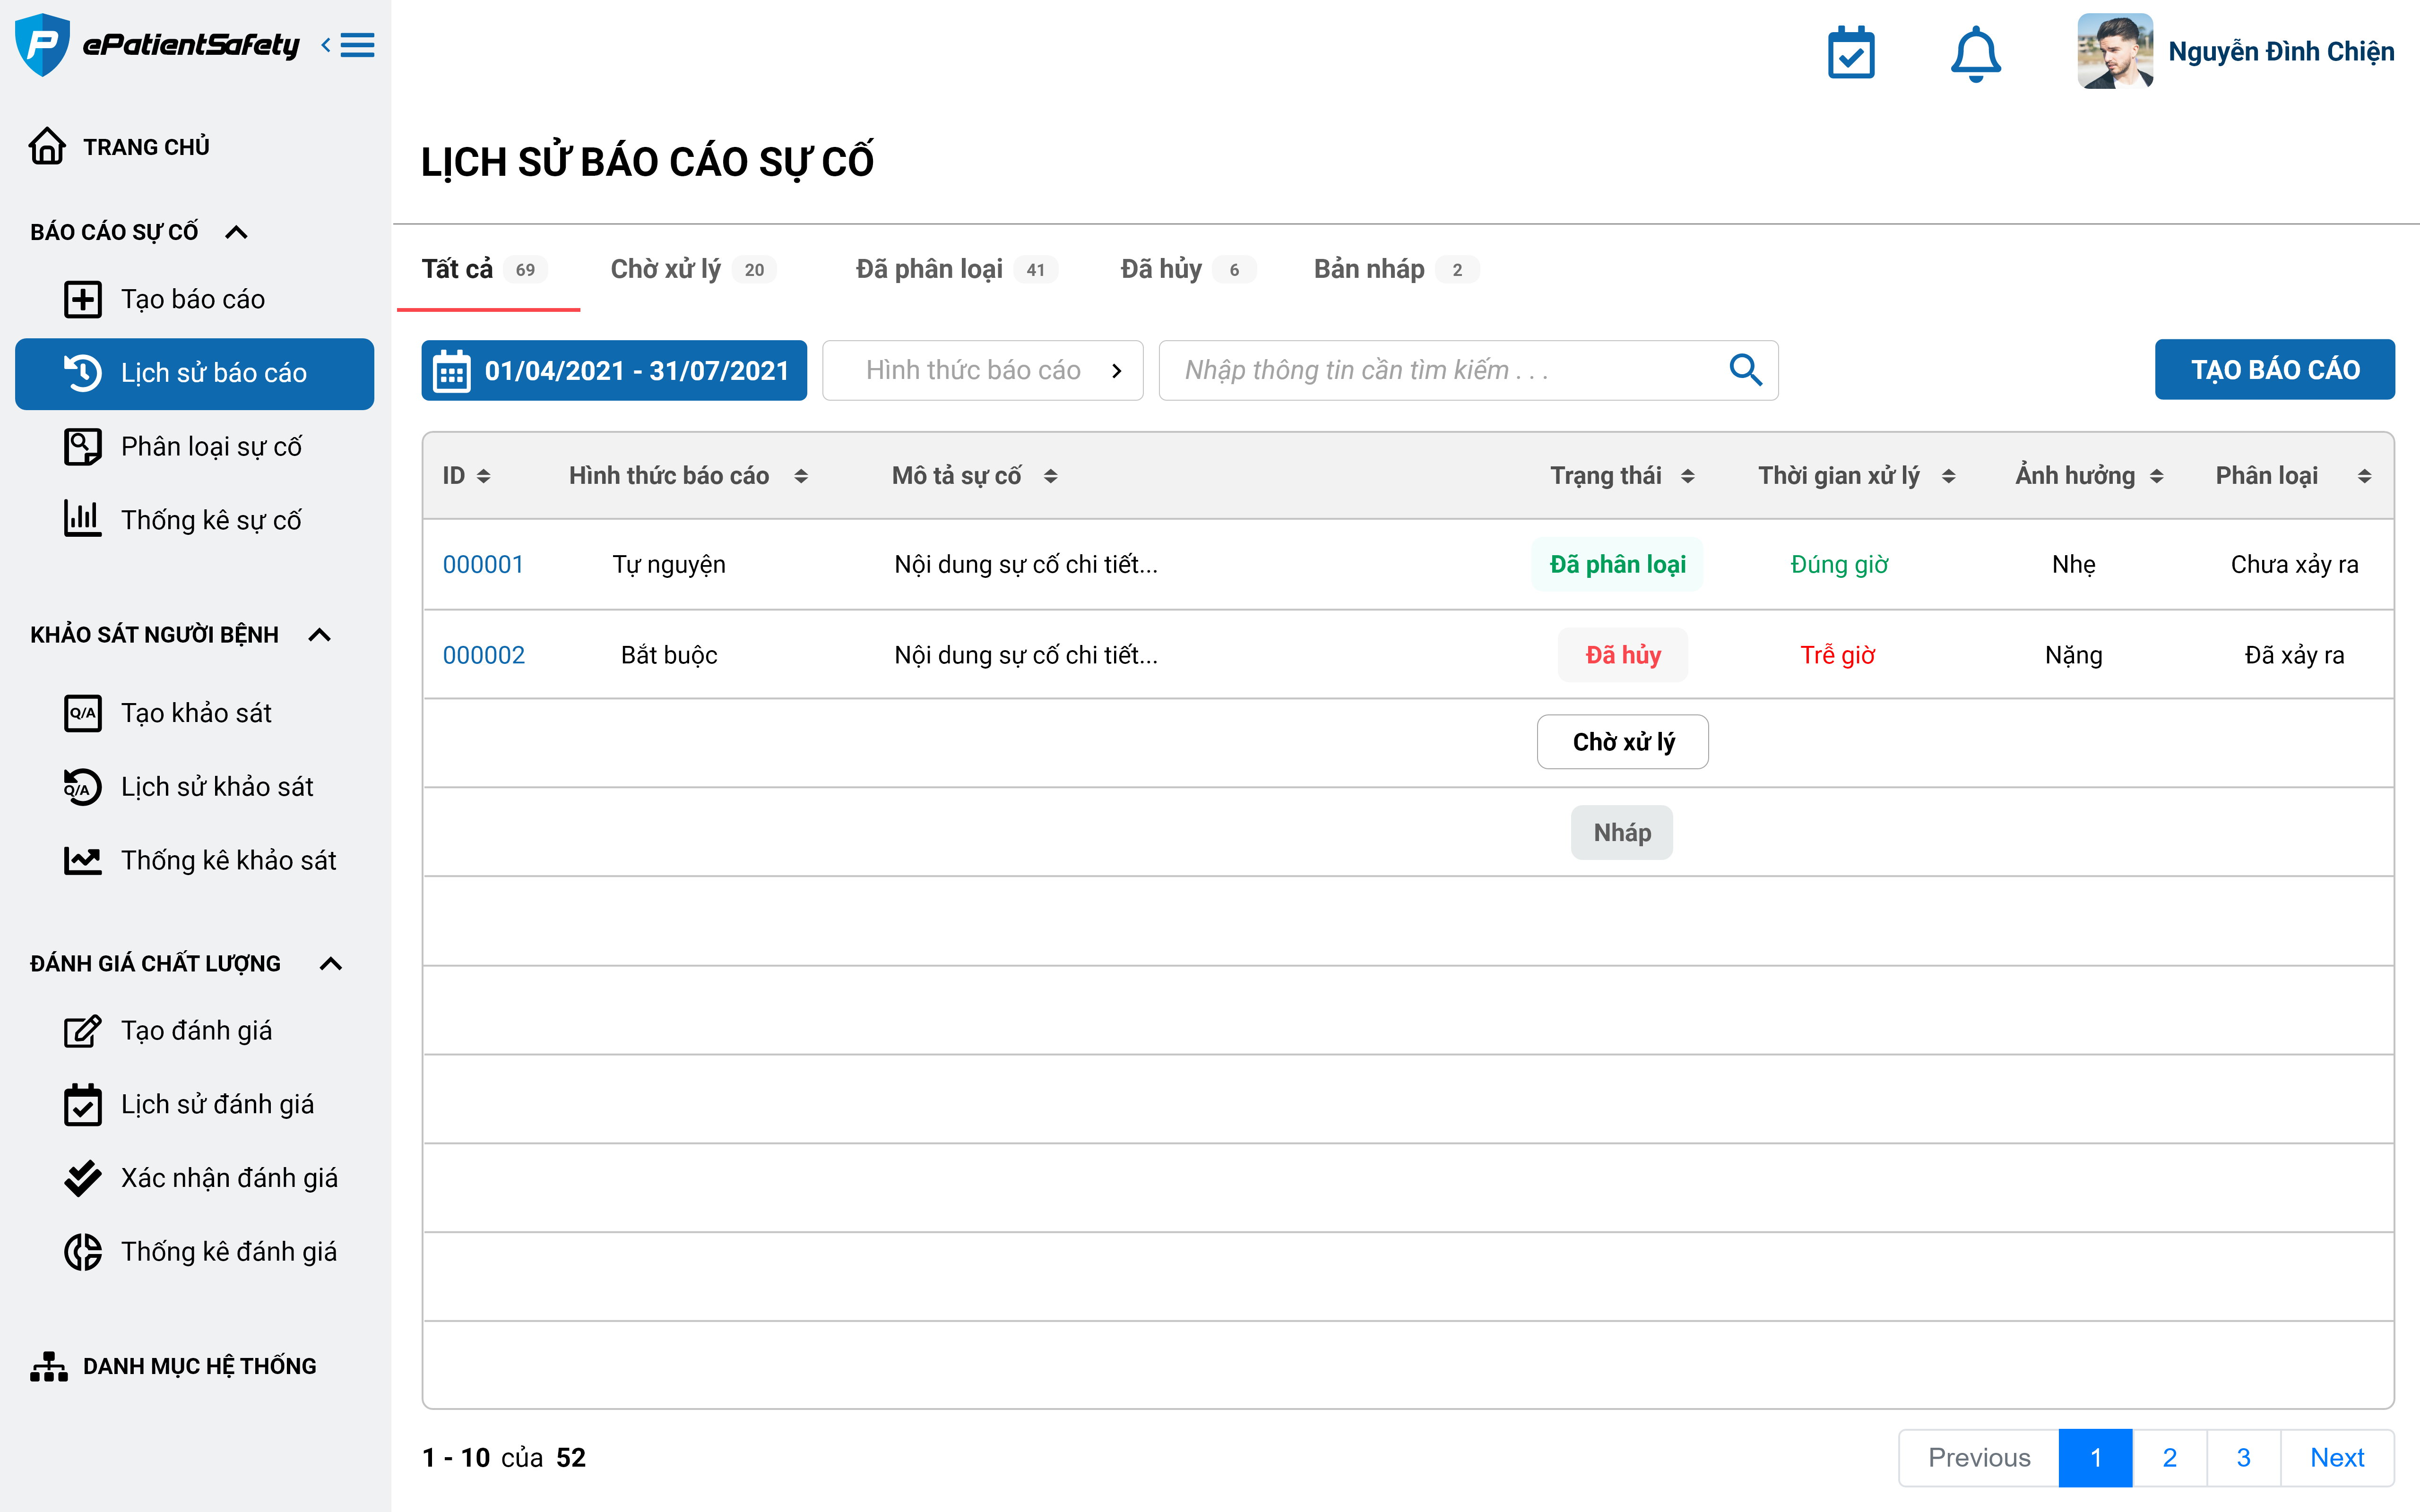 ePatientSafety
Nguyễn Đình Chiện
TRANG CHỦ
BÁO CÁO SỰ CỐ
Tạo báo cáo
Lịch sử báo cáo
Phân loại sự cố
Thống kê sự cố
KHẢO SÁT NGƯỜI BỆNH
Q/A Tạo khảo sát
Q/A Lịch sử khảo sát
Thống kê khảo sát
ĐÁNH GIÁ CHẤT LƯỢNG
Tạo đánh giá
Lịch sử đánh giá
Xác nhận đánh giá
Thống kê đánh giá
DANH MỤC HỆ THỐNG
LỊCH SỬ BÁO CÁO SỰ CỐ
Tất cả 69 Chờ xử lý 20 Đã phân loại 41 Đã hủy 6 Bản nháp 2
01/04/2021 - 31/07/2021 Hình thức báo cáo Nhập thông tin cần tìm kiếm . . . TẠO BÁO CÁO
ID Hình thức báo cáo Mô tả sự cố Trạng thái Thời gian xử lý Ảnh hưởng Phân loại
000001 Tự nguyện Nội dung sự cố chi tiết... Đã phân loại Đúng giờ Nhẹ Chưa xảy ra
000002 Bắt buộc Nội dung sự cố chi tiết... Đã hủy Trễ giờ Nặng Đã xảy ra
Chờ xử lý
Nháp
1 - 10 của 52 Previous 1 2 3 Next